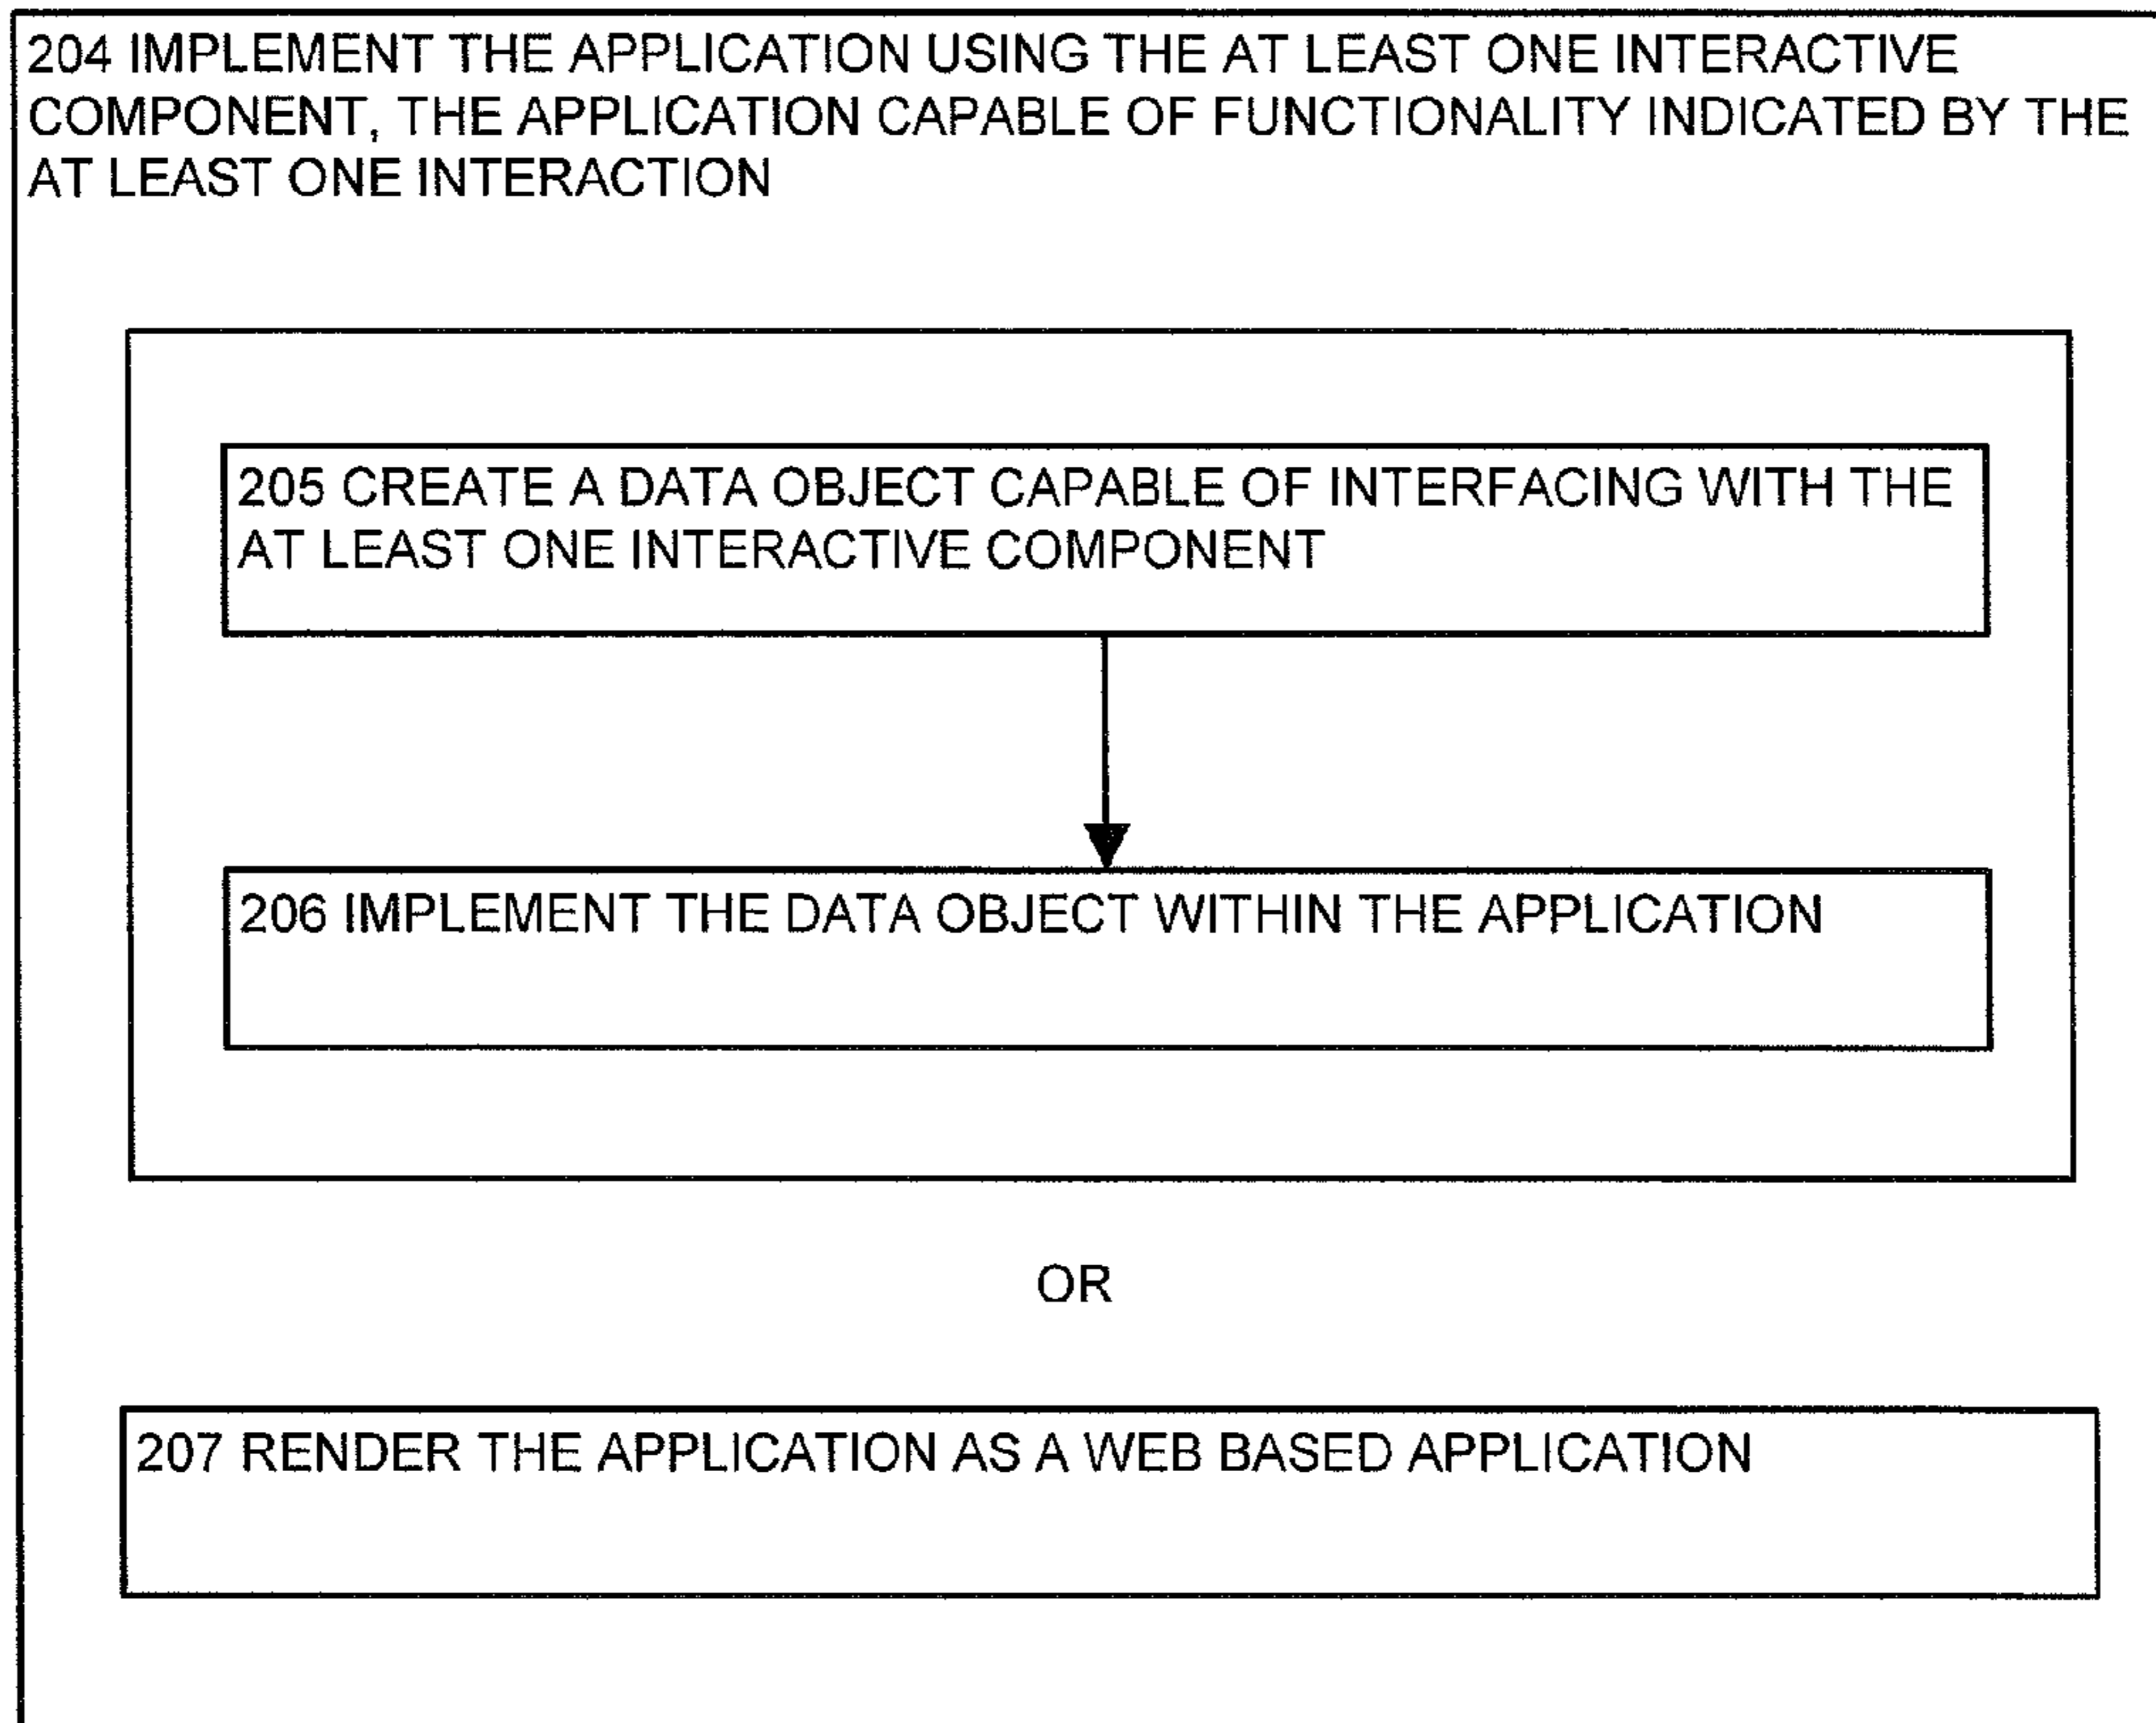 204 IMPLEMENT THE APPLICATION USING THE AT LEAST ONE INTERACTIVE
COMPONENT, THE APPLICATION CAPABLE OF FUNCTIONALITY INDICATED BY THE
AT LEAST ONE INTERACTION
205 CREATE A DATA OBJECT CAPABLE OF INTERFACING WITH THE
AT LEAST ONE INTERACTIVE COMPONENT
206 IMPLEMENT THE DATA OBJECT WITHIN THE APPLICATION
OR
207 RENDER THE APPLICATION AS A WEB BASED APPLICATION